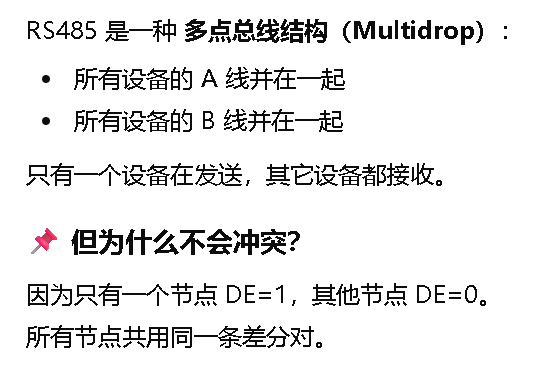 RS485 是一种 多点总线结构（Multidrop）：
• 所有设备的 A 线并在一起
• 所有设备的 B 线并在一起
只有一个设备在发送，其它设备都接收。
📌 但为什么不会冲突？
因为只有一个节点 DE=1，其他节点 DE=0。
所有节点共用同一条差分对。